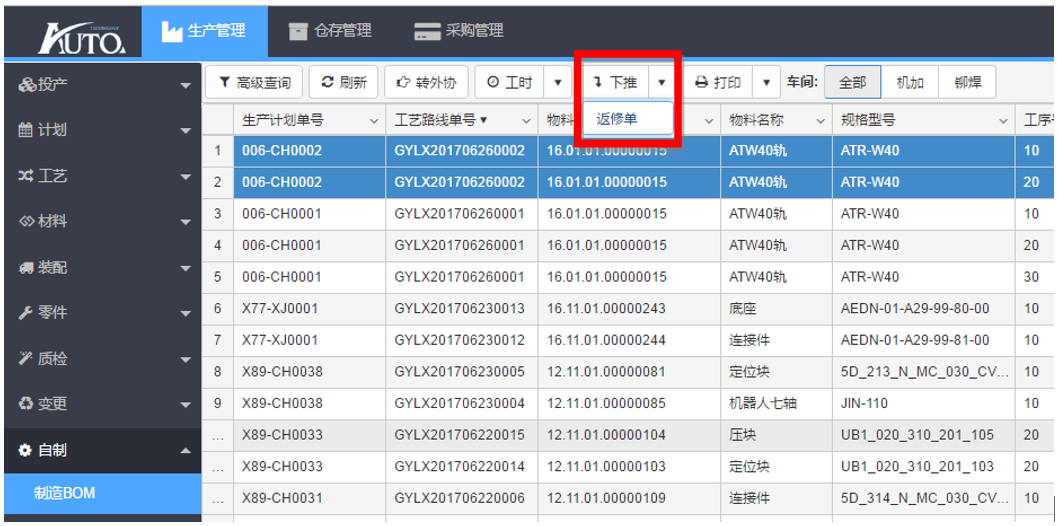 AUTO TECHNOLOGY 生产管理 仓存管理 采购管理
投产 高级查询 刷新 转外协 工时 下推 打印 车间: 全部 机加 铆焊
返修单
生产计划单号 工艺路线单号 物料 物料名称 规格型号 工序号
1 006-CH0002 GYLX201706260002 16.01.01.00000015 ATW40轨 ATR-W40 10
2 006-CH0002 GYLX201706260002 16.01.01.00000015 ATW40轨 ATR-W40 20
3 006-CH0001 GYLX201706260001 16.01.01.00000015 ATW40轨 ATR-W40 10
4 006-CH0001 GYLX201706260001 16.01.01.00000015 ATW40轨 ATR-W40 20
5 006-CH0001 GYLX201706260001 16.01.01.00000015 ATW40轨 ATR-W40 30
6 X77-XJ0001 GYLX201706230013 16.11.01.00000243 底座 AEDN-01-A29-99-80-00 10
7 X77-XJ0001 GYLX201706230012 16.11.01.00000244 连接件 AEDN-01-A29-99-81-00 10
8 X89-CH0038 GYLX201706230005 12.11.01.00000081 定位块 5D_213_N_MC_030_CV... 10
9 X89-CH0038 GYLX201706230004 12.11.01.00000085 机器人七轴 JIN-110 10
... X89-CH0033 GYLX201706220015 12.11.01.00000104 压块 UB1_020_310_201_105 20
... X89-CH0033 GYLX201706220014 12.11.01.00000103 定位块 UB1_020_310_201_103 20
... X89-CH0031 GYLX201706220006 12.11.01.00000109 连接件 5D_314_N_MC_030_CV... 10
计划
工艺
材料
装配
零件
质检
变更
自制
制造BOM